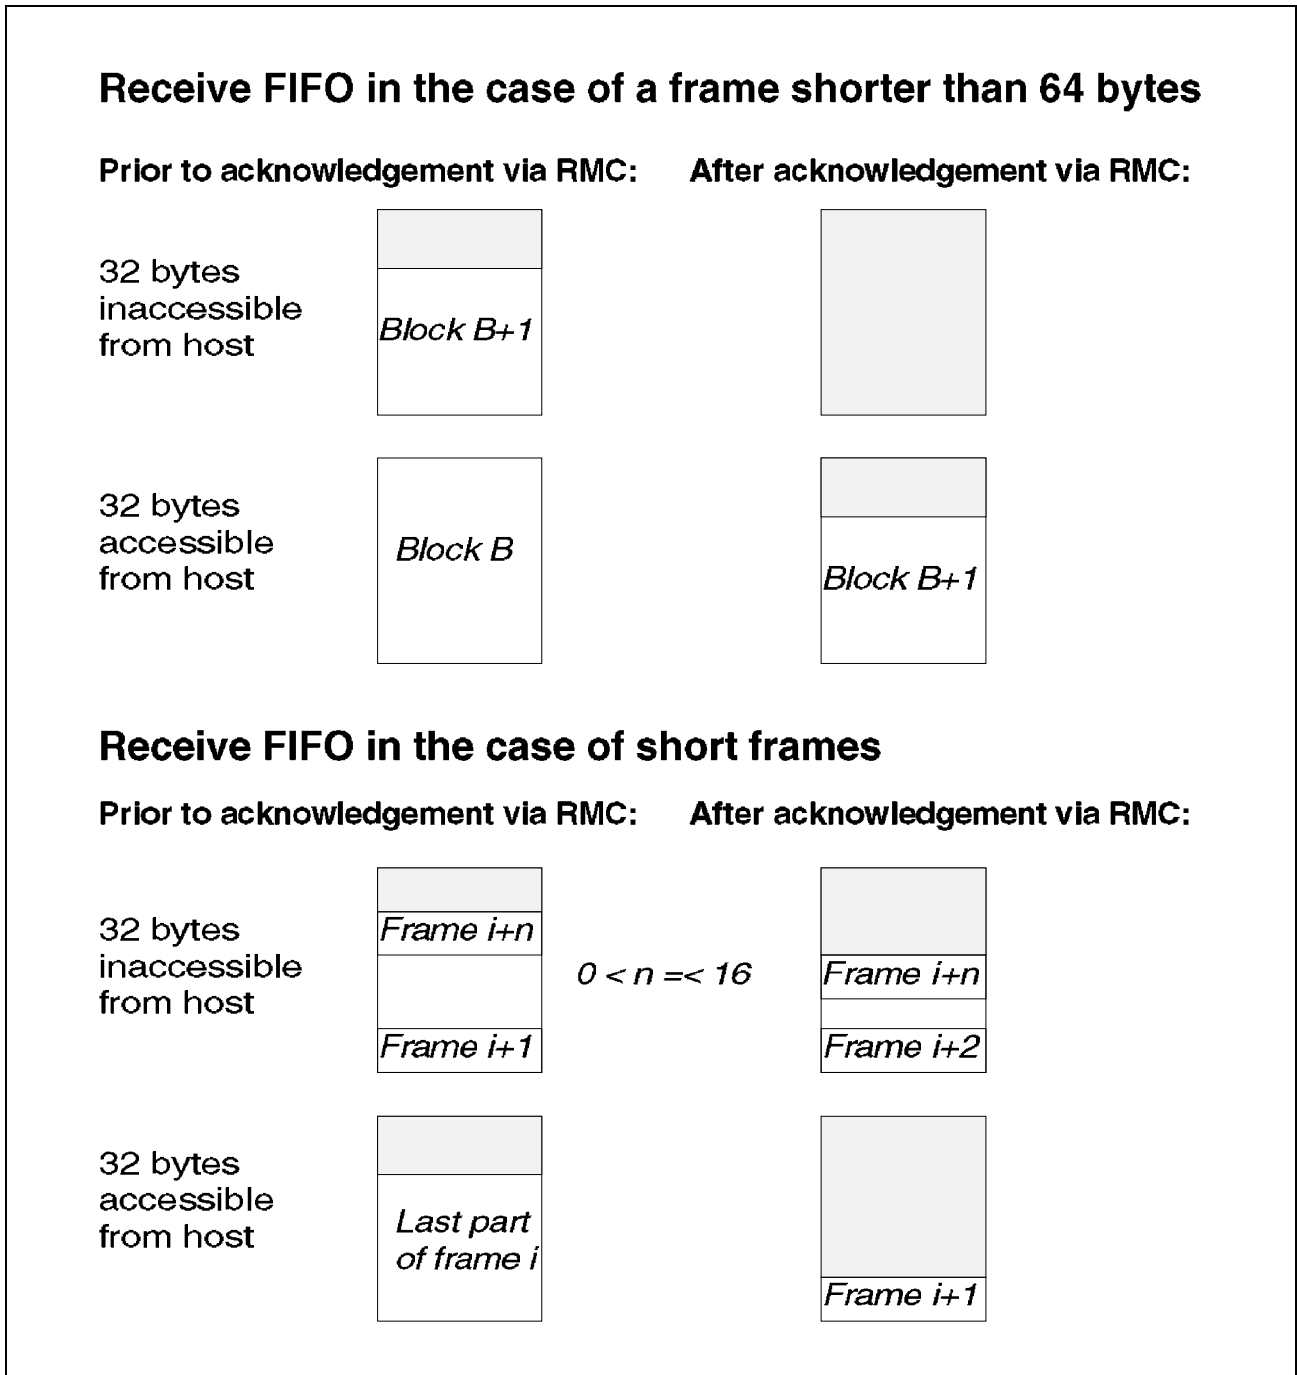 Receive FIFO in the case of a frame shorter than 64 bytes
Prior to acknowledgement via RMC:
After acknowledgement via RMC:
32 bytes
inaccessible
from host
Block B+1
32 bytes
accessible
from host
Block B
Block B+1
Receive FIFO in the case of short frames
Prior to acknowledgement via RMC:
After acknowledgement via RMC:
32 bytes
inaccessible
from host
Frame i+n
Frame i+1
0 < n =< 16
Frame i+n
Frame i+2
32 bytes
accessible
from host
Last part
of frame i
Frame i+1